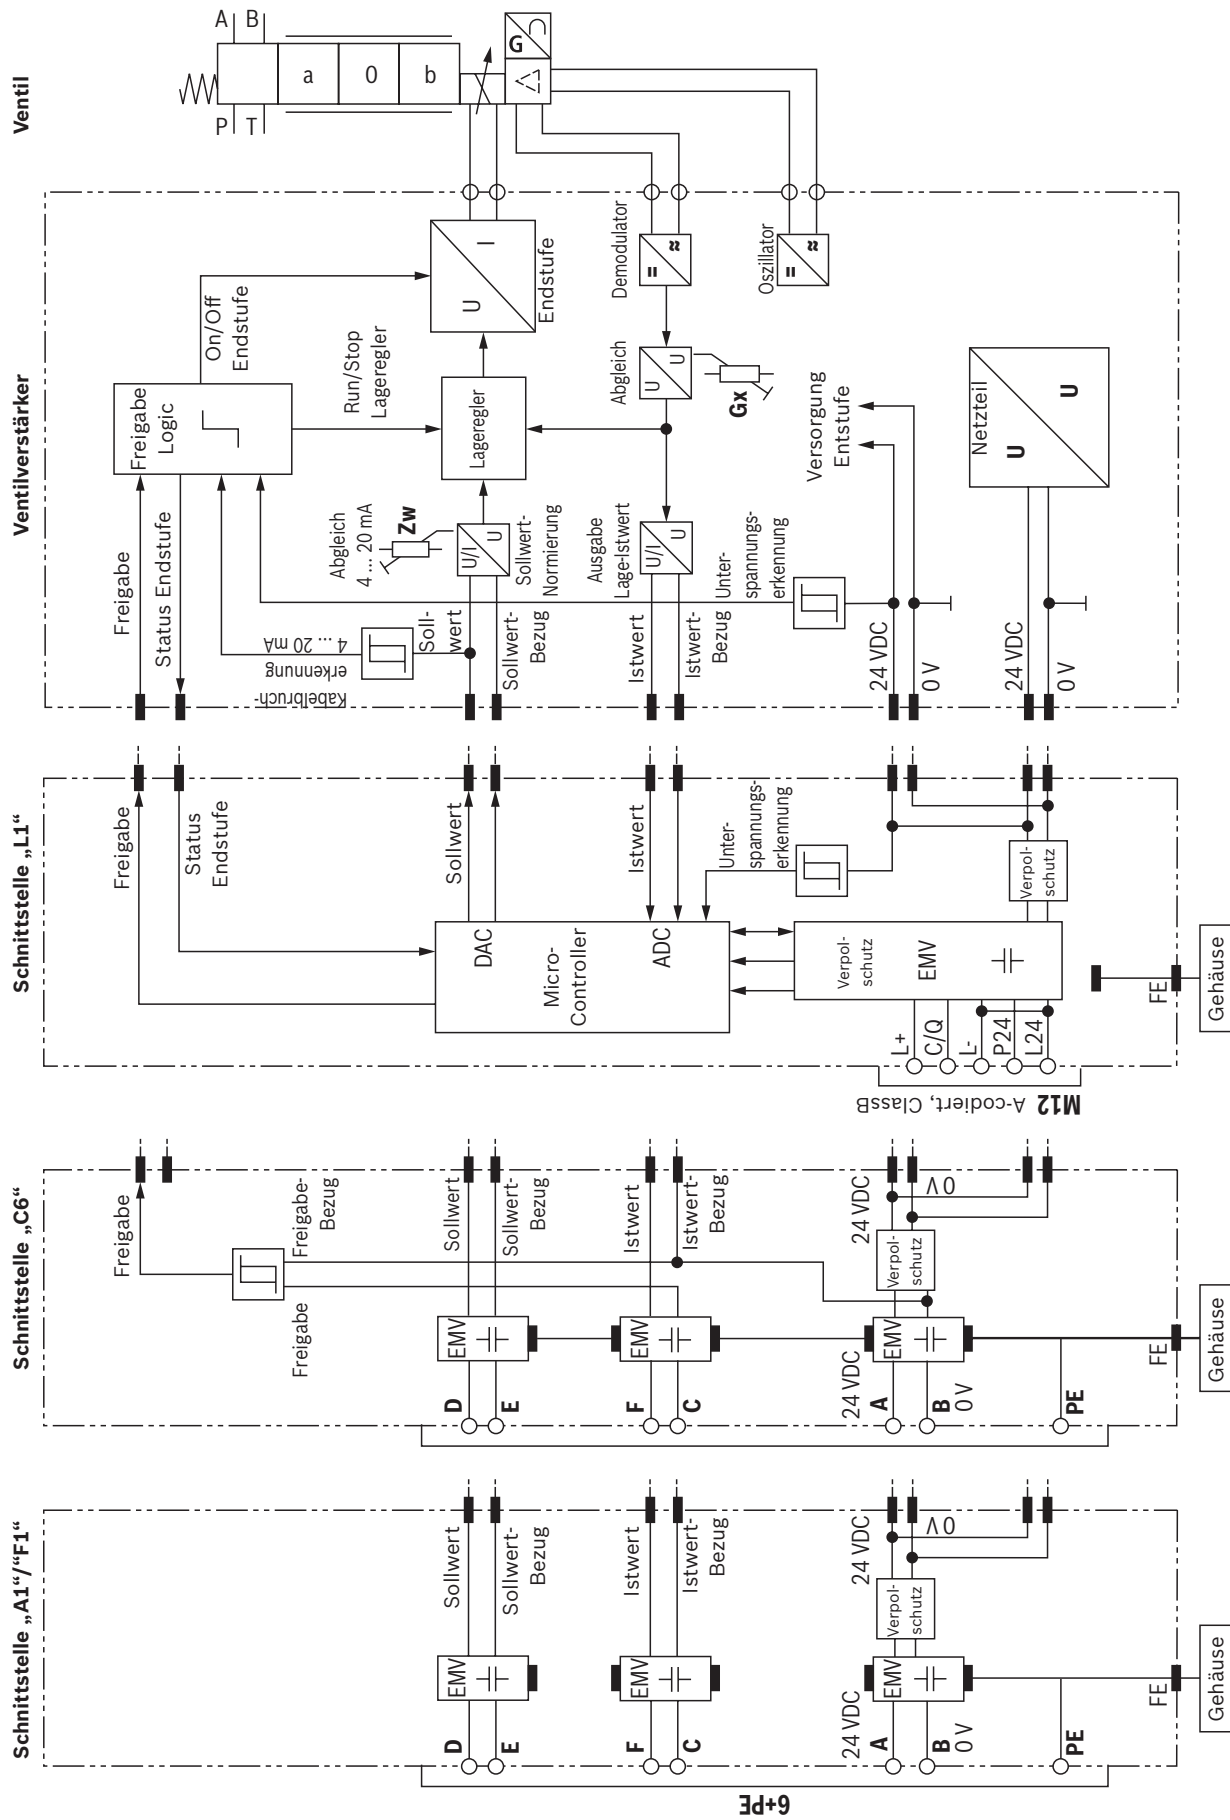 Schnittstelle „A1“/“F1“
6+PE
D
E
F
C
24 VDC
A
B
0 V
PE
EMV
EMV
EMV
Sollwert
Sollwert-
Bezug
Istwert
Istwert-
Bezug
Verpol-
schutz
24 VDC
0 V
FE
Gehäuse
Schnittstelle „C6“
D
E
F
C
24 VDC
A
B
0 V
PE
EMV
EMV
EMV
Freigabe
Freigabe
Freigabe-
Bezug
Sollwert
Sollwert-
Bezug
Istwert
Istwert-
Bezug
Verpol-
schutz
24 VDC
0 V
FE
Gehäuse
Schnittstelle „L1“
M12 A-codiert, ClassB
L+
C/Q
L-
P24
L24
Freigabe
Status
Endstufe
Micro-
Controller
DAC
ADC
Sollwert
Istwert
Unter-
spannungs-
erkennung
Verpol-
schutz
EMV
Verpol-
schutz
FE
Gehäuse
Ventilverstärker
Freigabe
Status Endstufe
Kabelbruch-
erkennung
4 ... 20 mA
Soll-
wert
Sollwert-
Bezug
Istwert
Istwert-
Bezug
Unter-
spannungs-
erkennung
24 VDC
0 V
24 VDC
0 V
Freigabe
Logic
On/Off
Endstufe
Run/Stop
Lageregler
Abgleich
4 ... 20 mA
Zw
U/I
U
Sollwert-
Normierung
Lageregler
U
I
Endstufe
Ausgabe
Lage-Istwert
U/I
U
Abgleich
U
U
Gx
Demodulator
=
≈
Oszillator
=
≈
Versorgung
Entstufe
Netzteil
U
U
Ventil
A
B
P
T
a
0
b
G